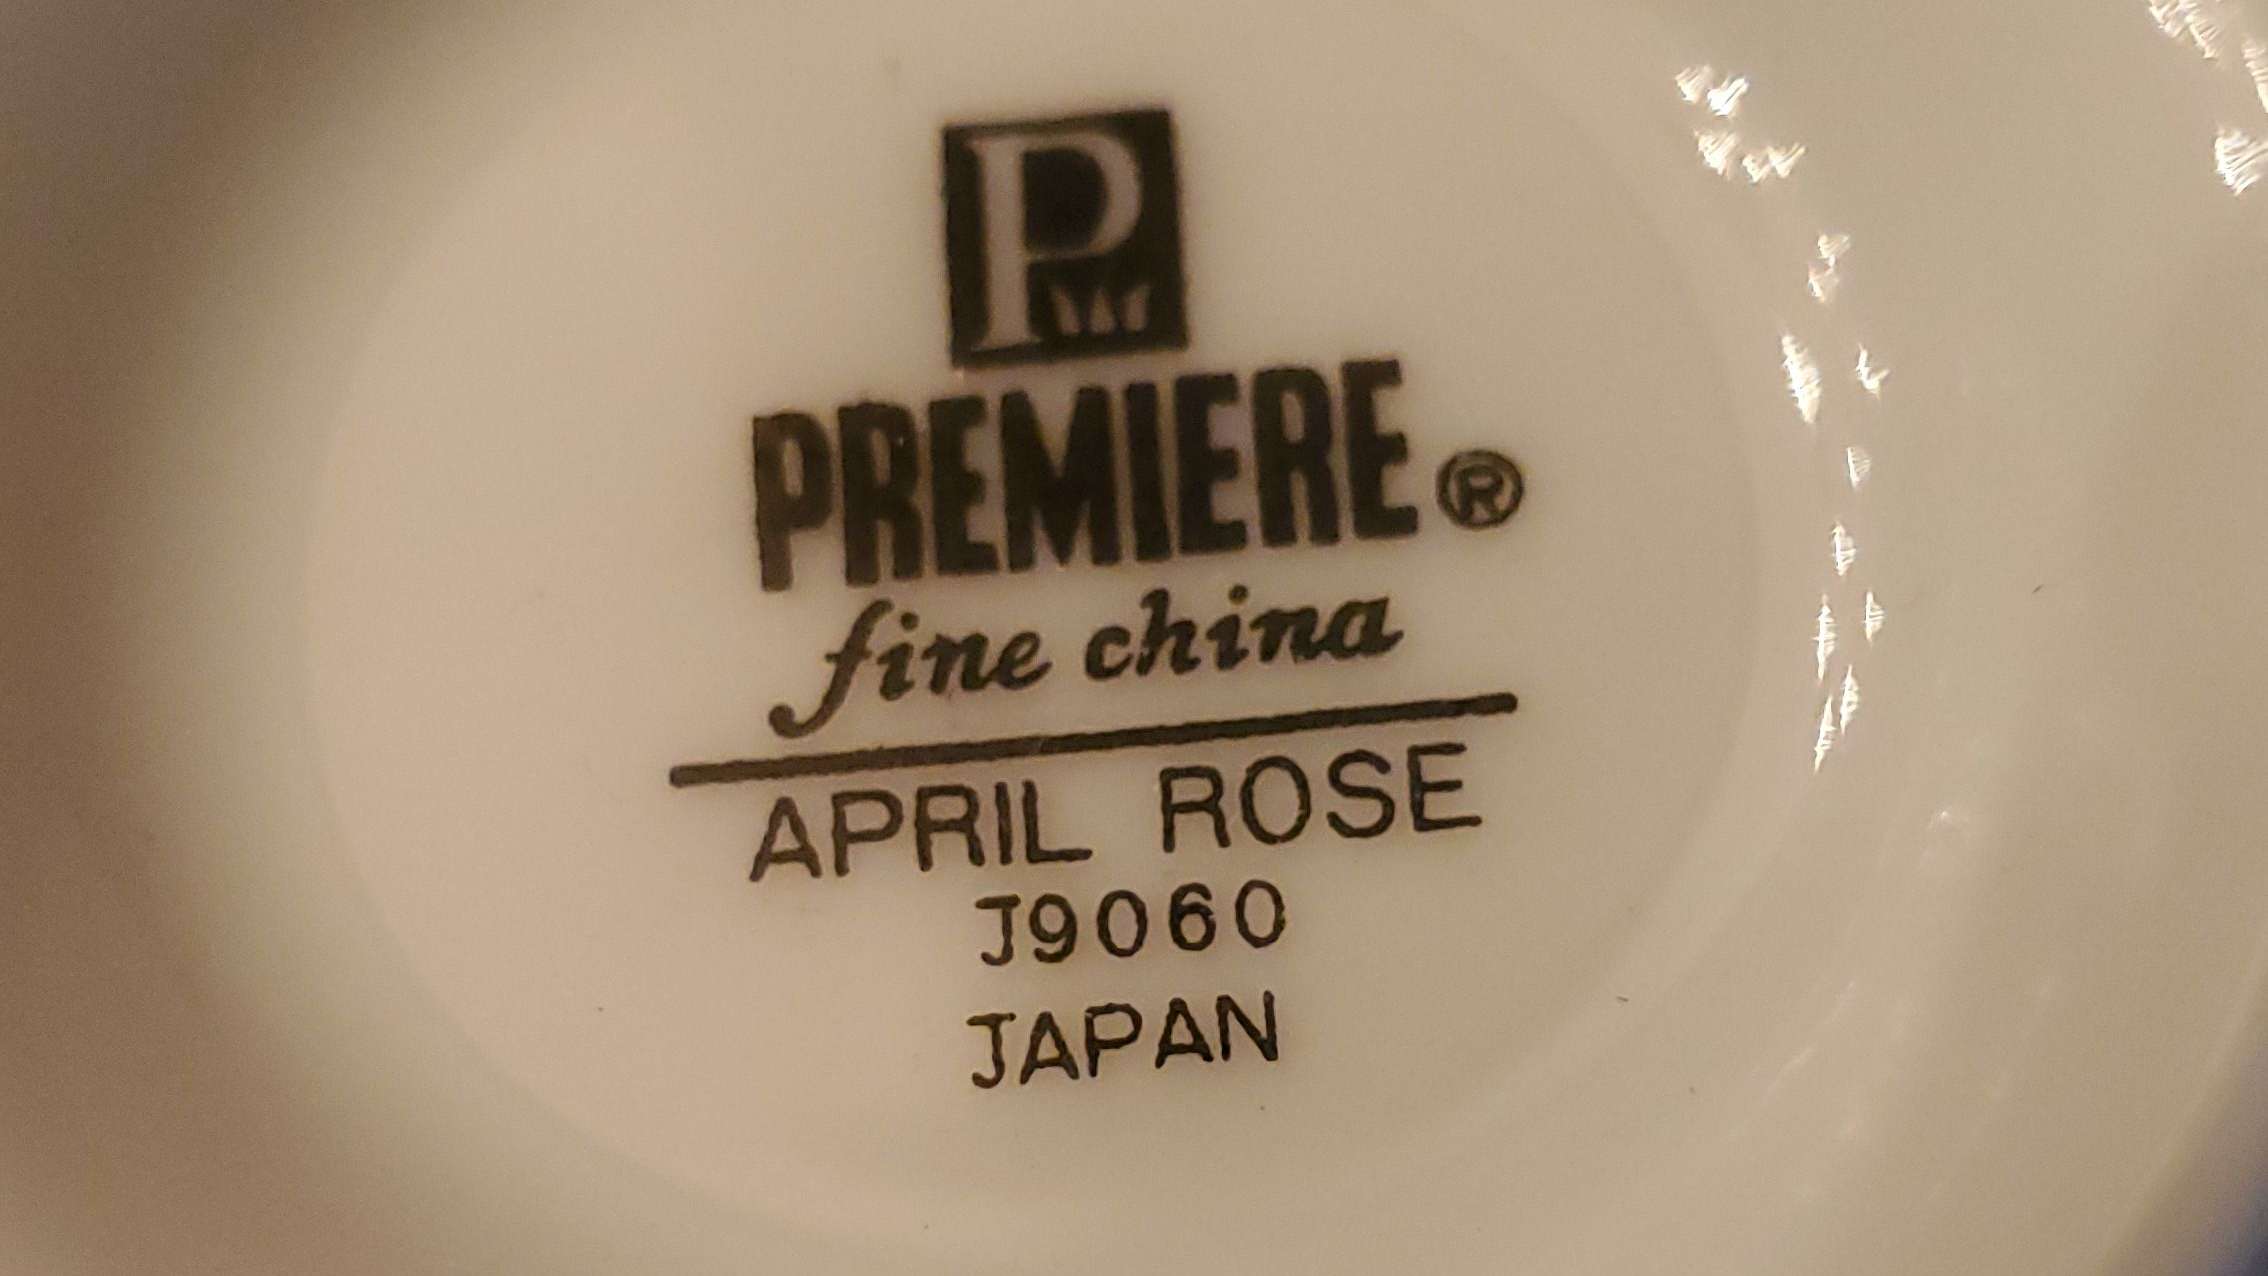 P
PREMIERE®
fine china
APRIL ROSE
J9060
JAPAN